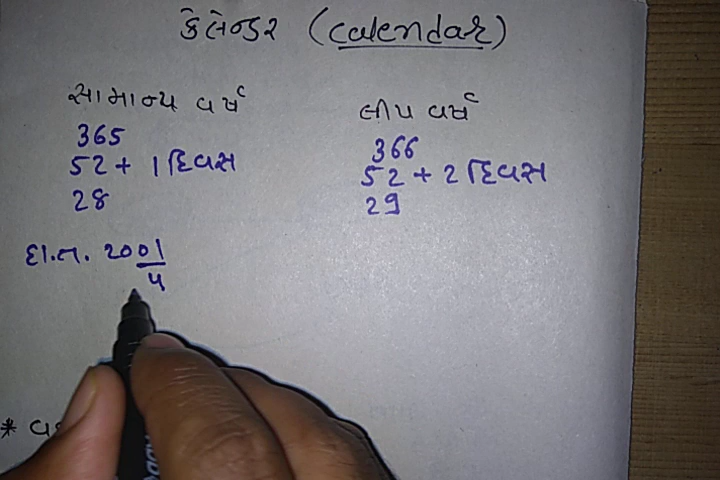 કેલેન્ડર (Calendar)
સામાન્ય વર્ષ
365
52 + 1 દિવસ
28
લીપ વર્ષ
366
52 + 2 દિવસ
29
દા.ત. 2001
4
*